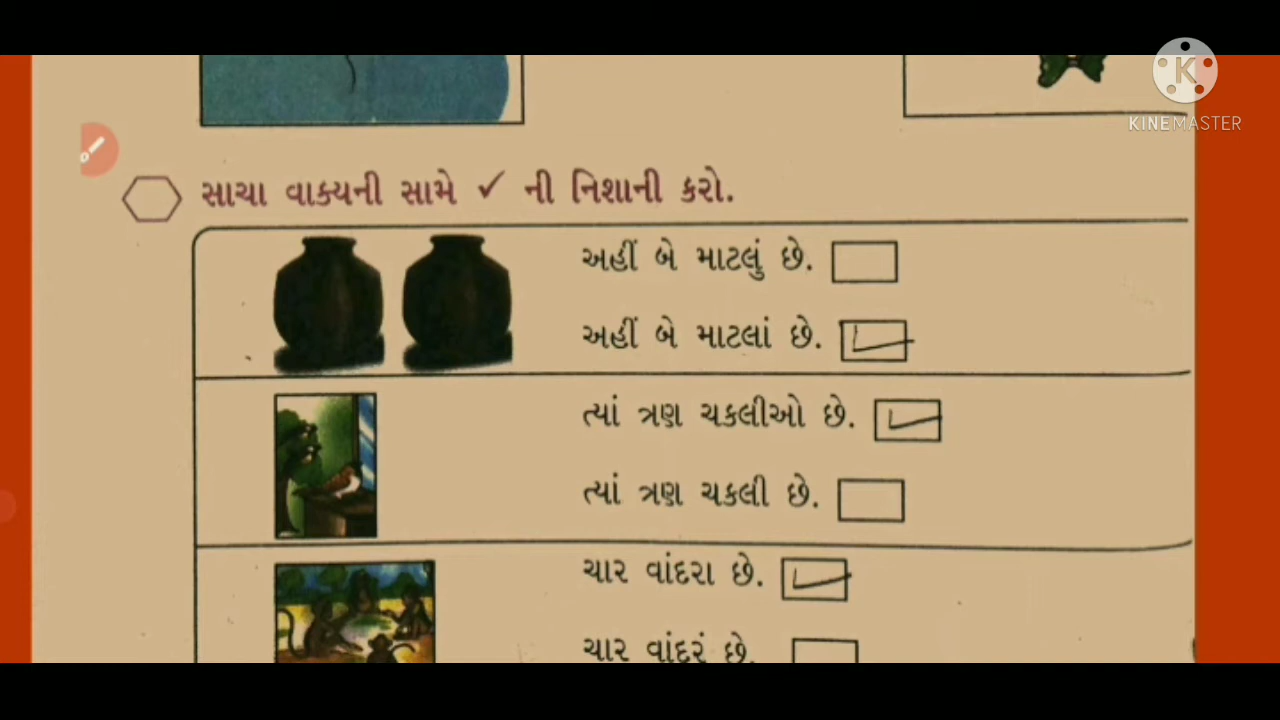 KINEMASTER
સાચા વાક્યની સામે ✓ ની નિશાની કરો.
અહીં બે માટલું છે.
અહીં બે માટલાં છે.
ત્યાં ત્રણ ચકલીઓ છે.
ત્યાં ત્રણ ચકલી છે.
ચાર વાંદરા છે.
ચાર વાંદરું છે.